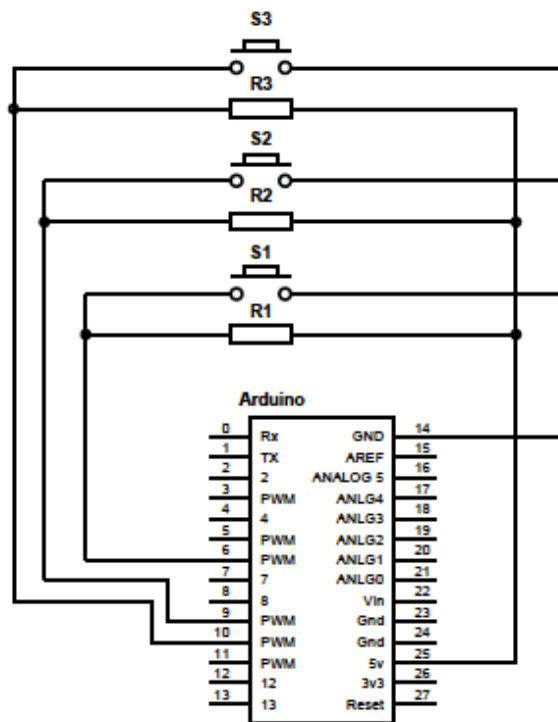 S3
R3
S2
R2
S1
R1
Arduino
0 Rx GND 14
1 TX AREF 15
2 2 ANALOG 5 16
3 PWM ANLG4 17
4 4 ANLG3 18
5 PWM ANLG2 19
6 PWM ANLG1 20
7 7 ANLG0 21
8 8 VIn 22
9 PWM Gnd 23
10 PWM Gnd 24
11 PWM 5v 25
12 12 3v3 26
13 13 Reset 27